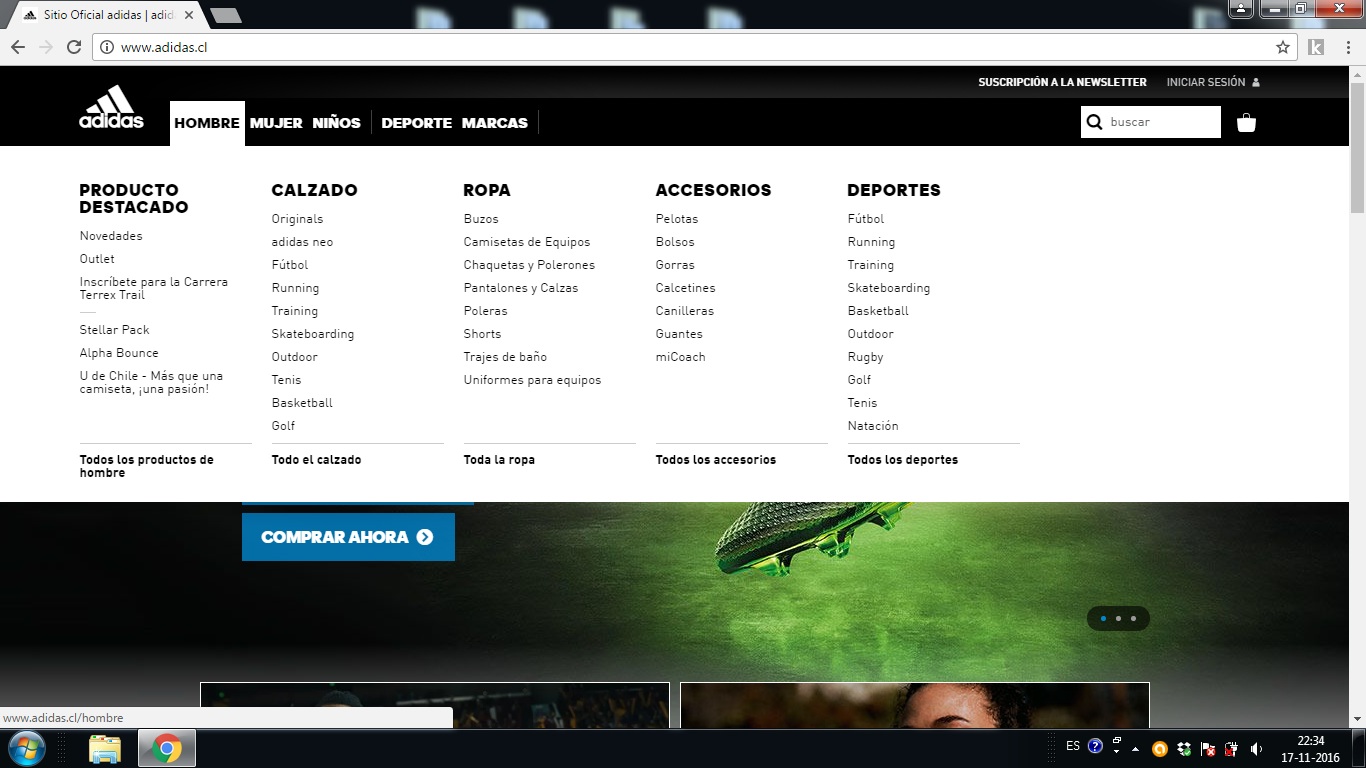 Sitio Oficial adidas | adid
www.adidas.cl
SUSCRIPCIÓN A LA NEWSLETTER INICIAR SESIÓN
adidas
HOMBRE MUJER NIÑOS DEPORTE MARCAS
buscar
PRODUCTO
DESTACADO
Novedades
Outlet
Inscríbete para la Carrera
Terrex Trail
Stellar Pack
Alpha Bounce
U de Chile - Más que una
camiseta, ¡una pasión!
Todos los productos de
hombre
CALZADO
Originals
adidas neo
Fútbol
Running
Training
Skateboarding
Outdoor
Tenis
Basketball
Golf
Todo el calzado
ROPA
Buzos
Camisetas de Equipos
Chaquetas y Polerones
Pantalones y Calzas
Poleras
Shorts
Trajes de baño
Uniformes para equipos
Toda la ropa
ACCESORIOS
Pelotas
Bolsos
Gorras
Calcetines
Canilleras
Guantes
miCoach
Todos los accesorios
DEPORTES
Fútbol
Running
Training
Skateboarding
Basketball
Outdoor
Rugby
Golf
Tenis
Natación
Todos los deportes
COMPRAR AHORA
www.adidas.cl/hombre
ES
22:34
17-11-2016